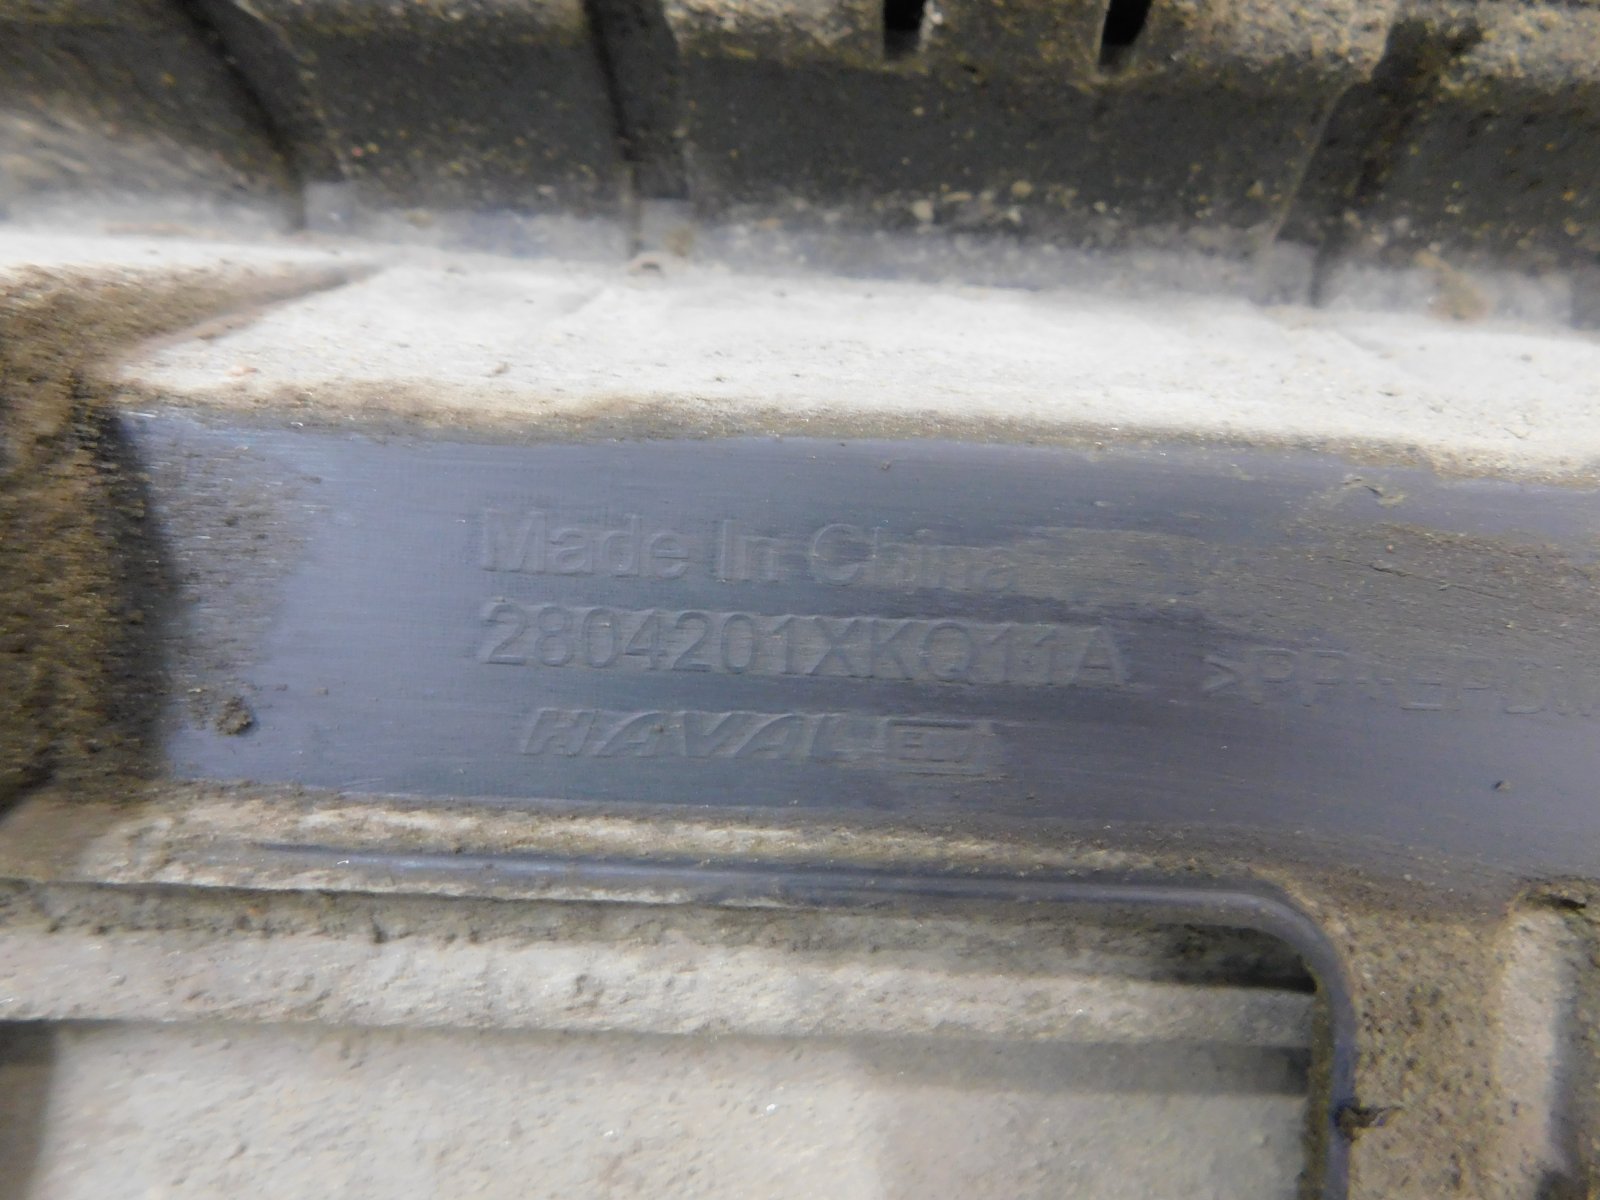 Made In China
2804201XKQ11A
HAVAL